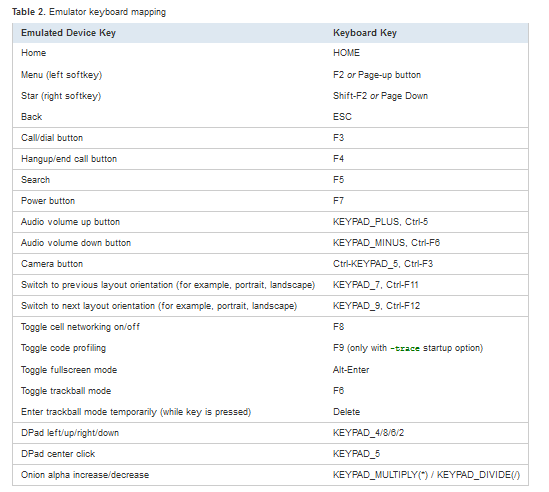 Table 2. Emulator keyboard mapping
Emulated Device Key Keyboard Key
Home HOME
Menu (left softkey) F2 or Page-up button
Star (right softkey) Shift-F2 or Page Down
Back ESC
Call/dial button F3
Hangup/end call button F4
Search F5
Power button F7
Audio volume up button KEYPAD_PLUS, Ctrl-5
Audio volume down button KEYPAD_MINUS, Ctrl-F6
Camera button Ctrl-KEYPAD_5, Ctrl-F3
Switch to previous layout orientation (for example, portrait, landscape) KEYPAD_7, Ctrl-F11
Switch to next layout orientation (for example, portrait, landscape) KEYPAD_9, Ctrl-F12
Toggle cell networking on/off F8
Toggle code profiling F9 (only with -trace startup option)
Toggle fullscreen mode Alt-Enter
Toggle trackball mode F6
Enter trackball mode temporarily (while key is pressed) Delete
DPad left/up/right/down KEYPAD_4/8/6/2
DPad center click KEYPAD_5
Onion alpha increase/decrease KEYPAD_MULTIPLY(*) / KEYPAD_DIVIDE(/)